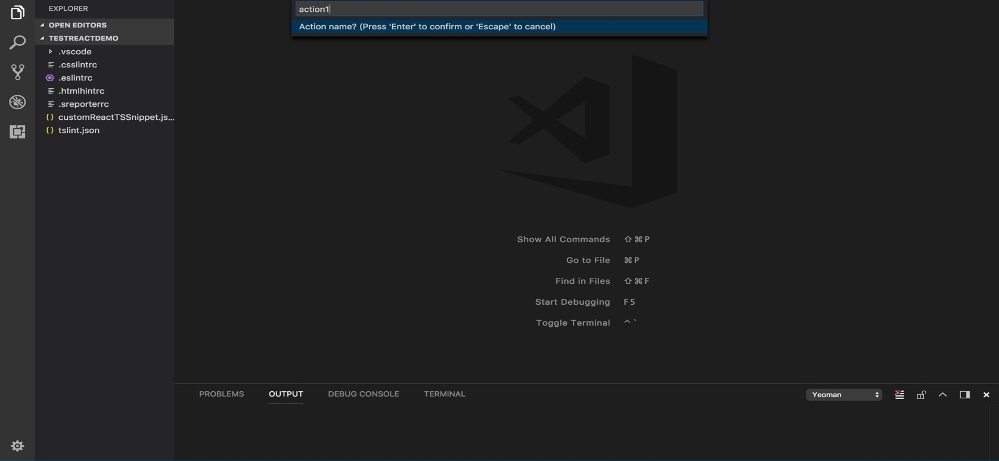 action1
Action name? (Press 'Enter' to confirm or 'Escape' to cancel)
EXPLORER
OPEN EDITORS
TESTREACTDEMO
.vscode
.csslintrc
.eslintrc
.htmlhintrc
.sreporterrc
{ } customReactTSSnippet.js...
{ } tslint.json
Show All Commands ⇧ ⌘ P
Go to File ⌘ P
Find in Files ⇧ ⌘ F
Start Debugging F5
Toggle Terminal ^ `
PROBLEMS OUTPUT DEBUG CONSOLE TERMINAL Yeoman